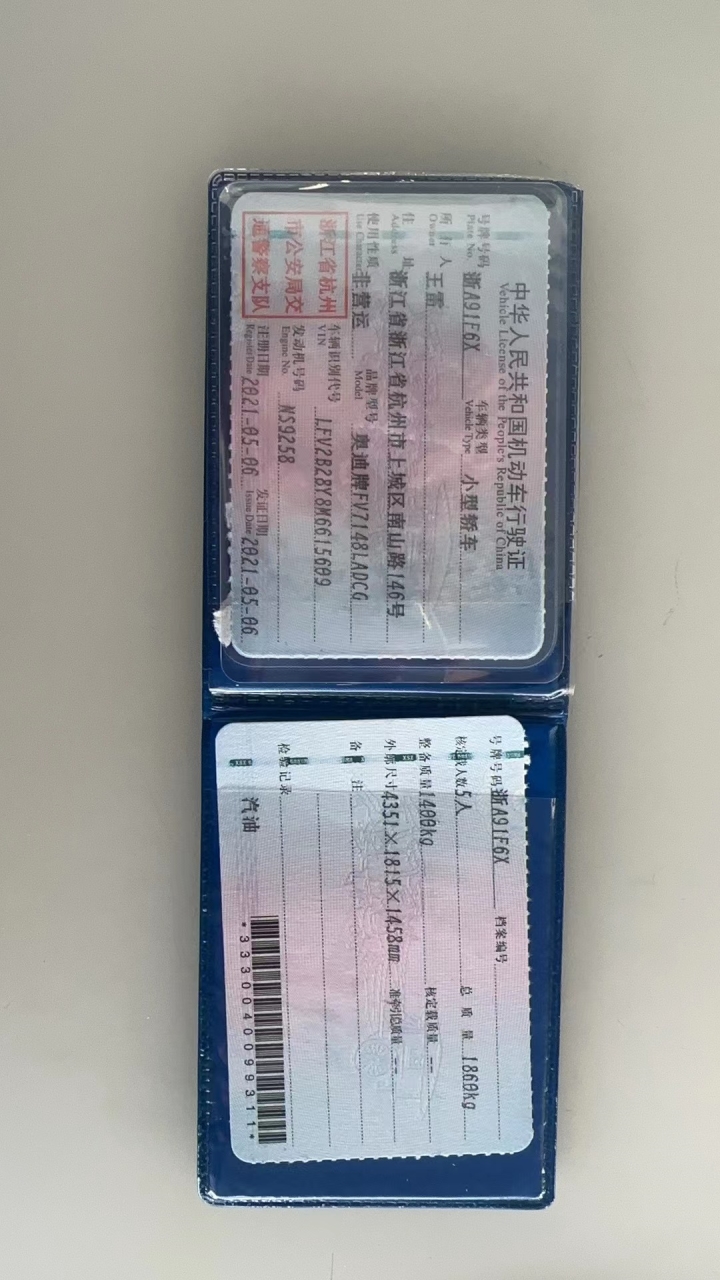 中华人民共和国机动车行驶证
Vehicle License of the People's Republic of China
号牌号码 浙A91F6X 车辆类型 小型轿车
Plate No. Vehicle Type
所有人 王雷
Owner
住址 浙江省浙江省杭州市上城区南山路146号
Address
使用性质 非营运 品牌型号 奥迪牌FV7148LADCG
Use Character Model
浙江省杭州
市公安局交
通警察支队
车辆识别代号 LFV2B28Y8M6615609
VIN
发动机号码 NS9258
Engine No.
注册日期 2021-05-06 发证日期 2021-05-06
Register Date Issue Date
号牌号码 浙A91F6X 档案编号
核定载人数 5人 总质量 1860kg
整备质量 1400kg 核定载质量 --
外廓尺寸 4351×1815×1458mm 准牵引总质量 --
备注
检验记录
汽油
*3330040099311*